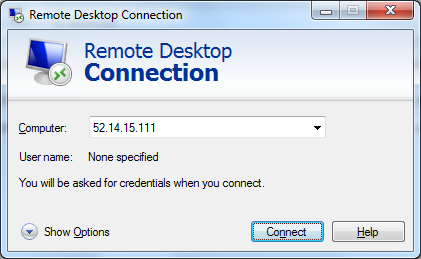 Remote Desktop Connection
Remote Desktop
Connection
Computer: 52.14.15.111
User name: None specified
You will be asked for credentials when you connect.
Show Options Connect Help